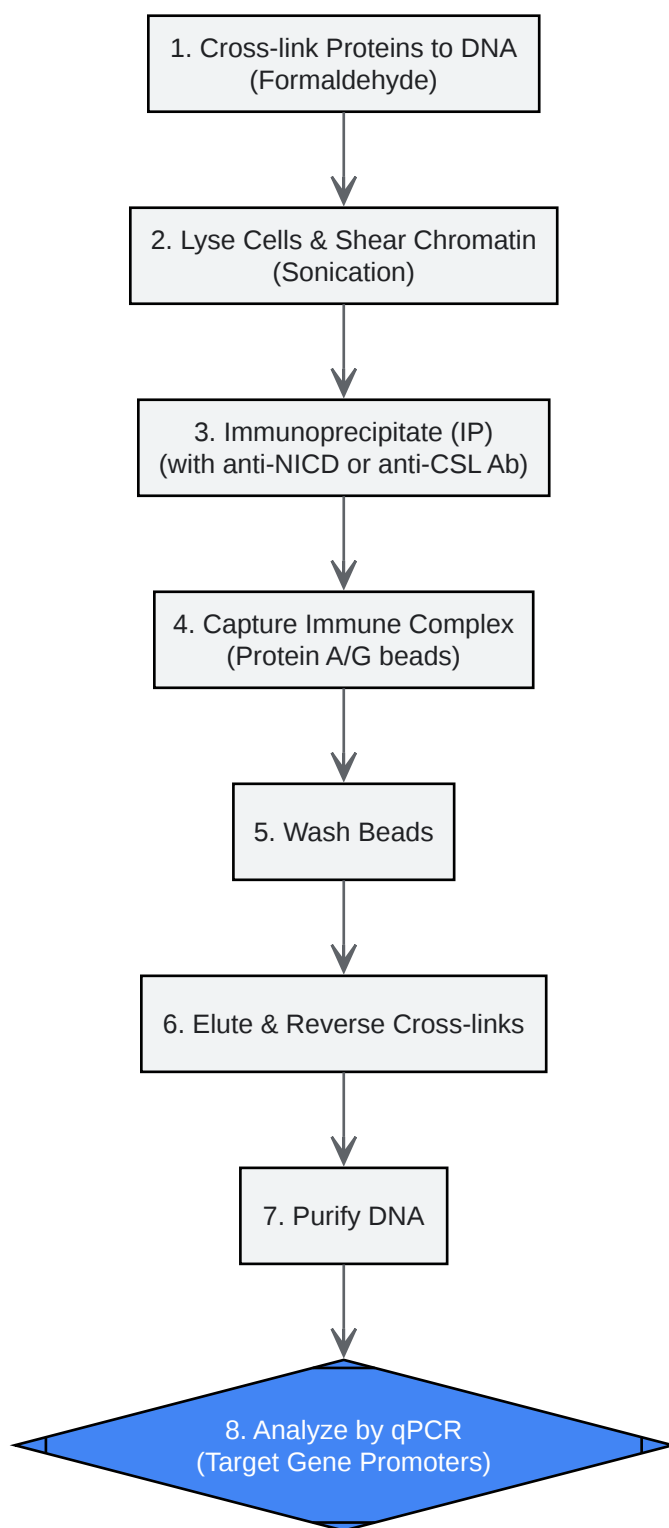 1. Cross-link Proteins to DNA
(Formaldehyde)
2. Lyse Cells & Shear Chromatin
(Sonication)
3. Immunoprecipitate (IP)
(with anti-NICD or anti-CSL Ab)
4. Capture Immune Complex
(Protein A/G beads)
5. Wash Beads
6. Elute & Reverse Cross-links
7. Purify DNA
8. Analyze by qPCR
(Target Gene Promoters)